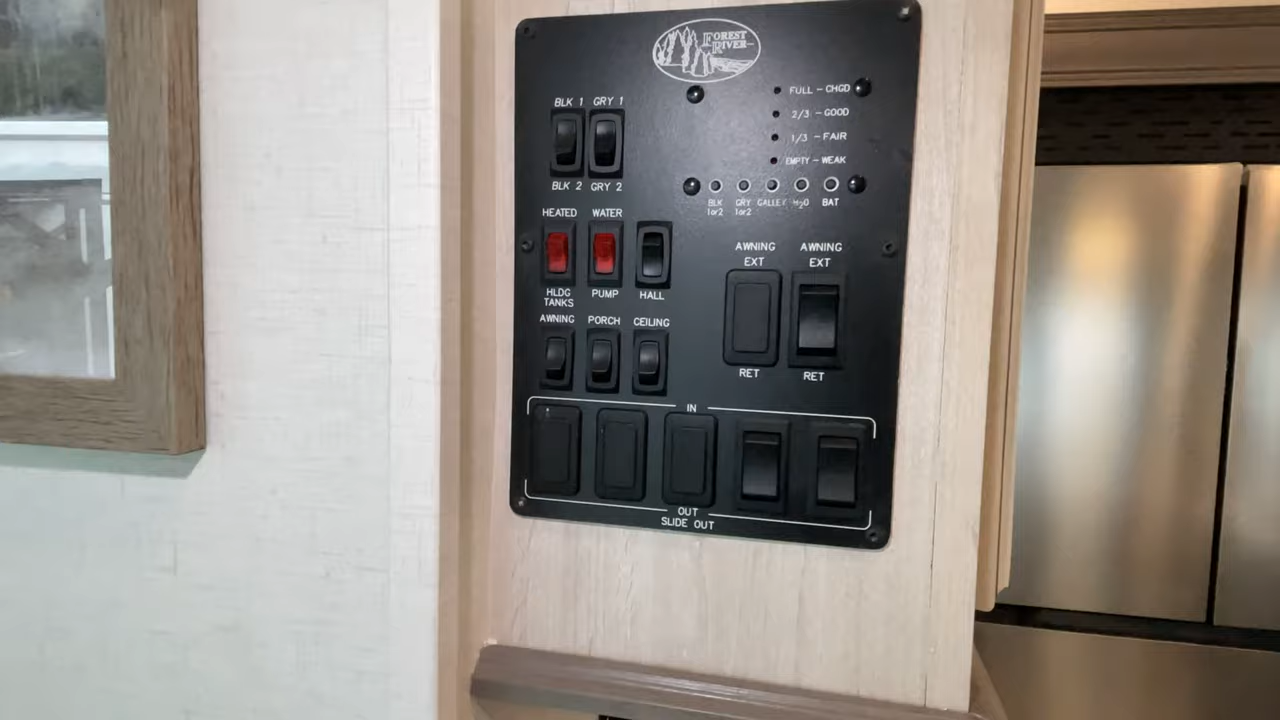 FOREST
RIVER
BLK 1 GRY 1
FULL - CHGD
2/3 - GOOD
1/3 - FAIR
EMPTY - WEAK
BLK 2 GRY 2
BLK GRY GALLEY H2O BAT
1or2 1or2
HEATED WATER
HLDG PUMP HALL
TANKS
AWNING AWNING
EXT EXT
RET RET
AWNING PORCH CEILING
IN
OUT
SLIDE OUT